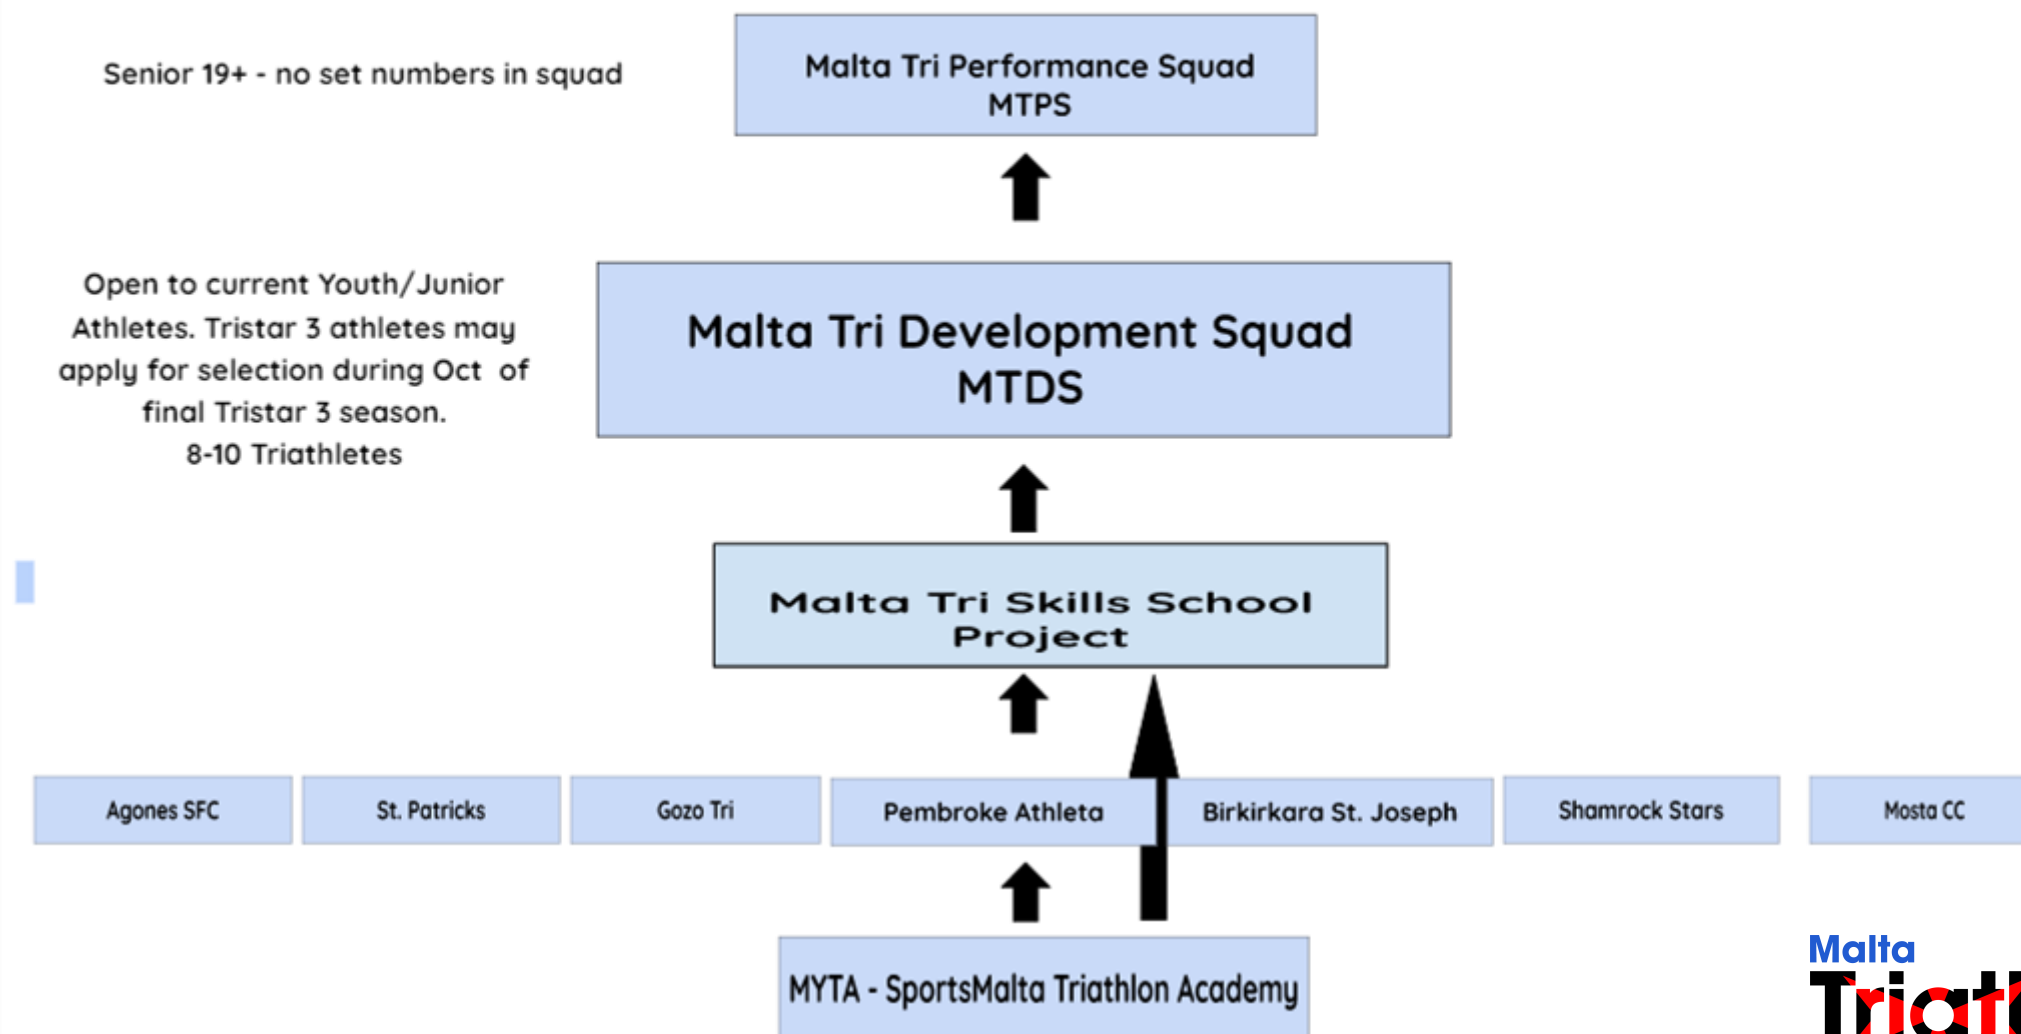 Senior 19+ - no set numbers in squad
Malta Tri Performance Squad
MTPS
Open to current Youth/Junior
Athletes. Tristar 3 athletes may
apply for selection during Oct of
final Tristar 3 season.
8-10 Triathletes
Malta Tri Development Squad
MTDS
Malta Tri Skills School
Project
Agones SFC
St. Patricks
Gozo Tri
Pembroke Athleta
Birkirkara St. Joseph
Shamrock Stars
Mosta CC
MYTA - SportsMalta Triathlon Academy
Malta